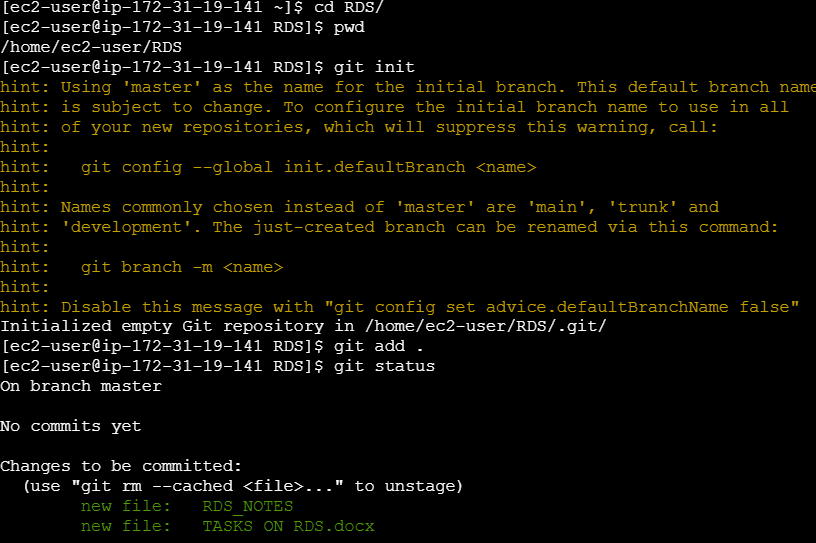 [ec2-user@ip-172-31-19-141 ~]$ cd RDS/
[ec2-user@ip-172-31-19-141 RDS]$ pwd
/home/ec2-user/RDS
[ec2-user@ip-172-31-19-141 RDS]$ git init
hint: Using 'master' as the name for the initial branch. This default branch name
hint: is subject to change. To configure the initial branch name to use in all
hint: of your new repositories, which will suppress this warning, call:
hint:
hint:   git config --global init.defaultBranch <name>
hint:
hint: Names commonly chosen instead of 'master' are 'main', 'trunk' and
hint: 'development'. The just-created branch can be renamed via this command:
hint:
hint:   git branch -m <name>
hint:
hint: Disable this message with "git config set advice.defaultBranchName false"
Initialized empty Git repository in /home/ec2-user/RDS/.git/
[ec2-user@ip-172-31-19-141 RDS]$ git add .
[ec2-user@ip-172-31-19-141 RDS]$ git status
On branch master

No commits yet

Changes to be committed:
  (use "git rm --cached <file>..." to unstage)
        new file:   RDS_NOTES
        new file:   TASKS ON RDS.docx